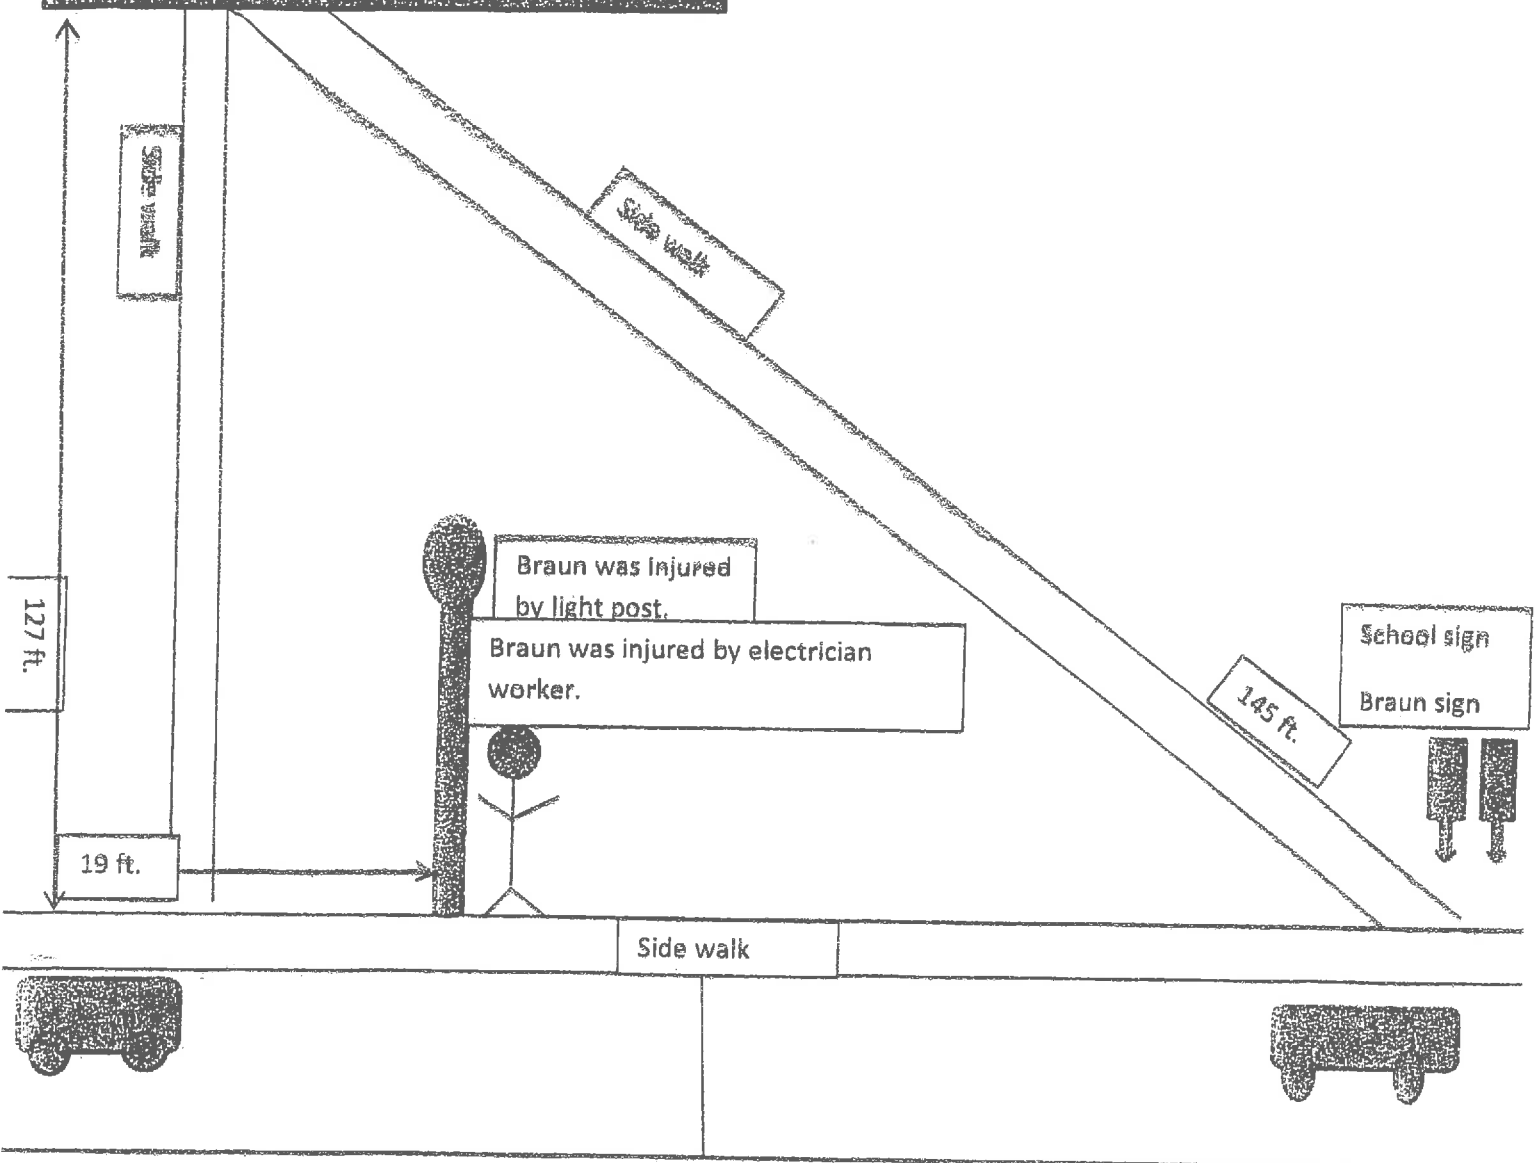 Side walk
Side walk
Braun was injured
by light post.
127 ft.
Braun was injured by electrician
worker.
School sign
Braun sign
145 ft.
19 ft.
Side walk